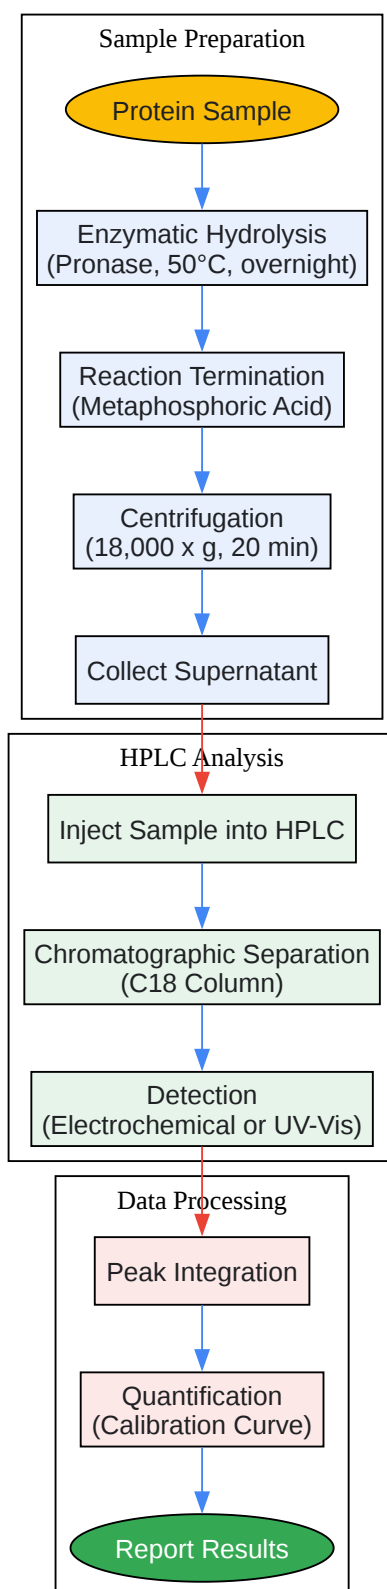 Sample Preparation
Protein Sample
Enzymatic Hydrolysis
(Pronase, 50°C, overnight)
Reaction Termination
(Metaphosphoric Acid)
Centrifugation
(18,000 x g, 20 min)
Collect Supernatant
HPLC Analysis
Inject Sample into HPLC
Chromatographic Separation
(C18 Column)
Detection
(Electrochemical or UV-Vis)
Data Processing
Peak Integration
Quantification
(Calibration Curve)
Report Results